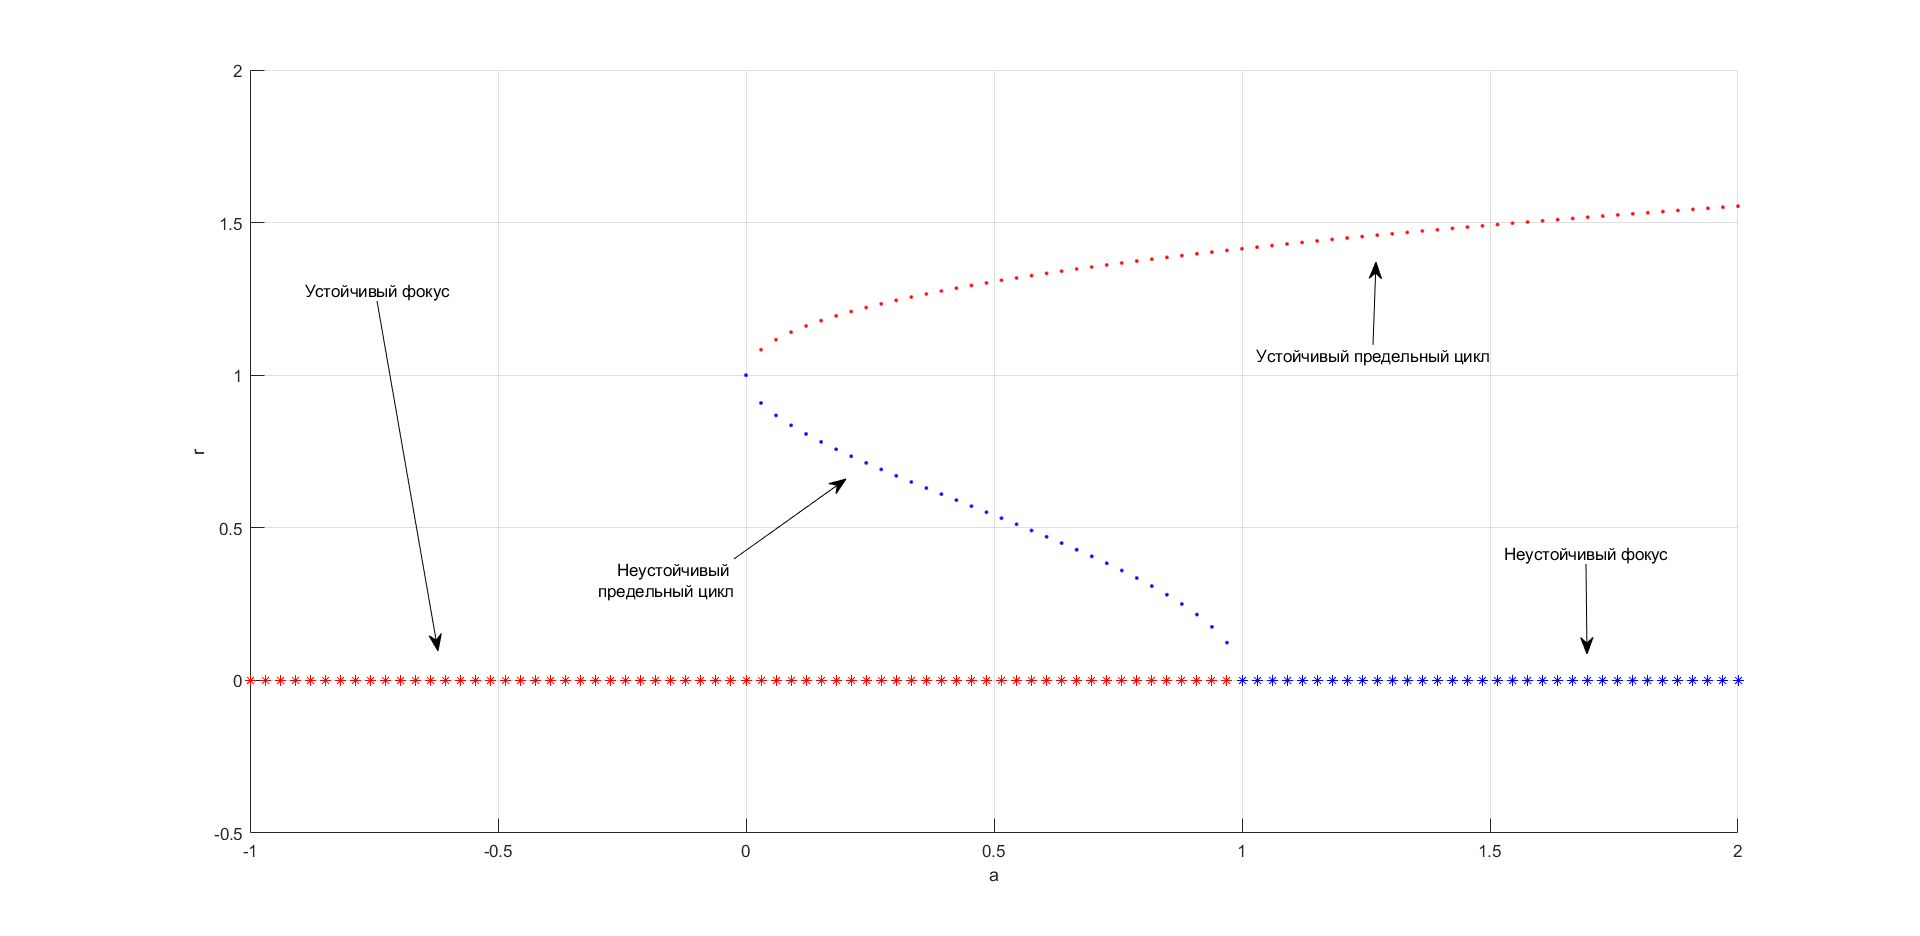 2
1.5
Устойчивый фокус
Устойчивый предельный цикл
1
r
0.5
Неустойчивый фокус
Неустойчивый
предельный цикл
0
-0.5
-1
-0.5
0
0.5
1
1.5
2
a